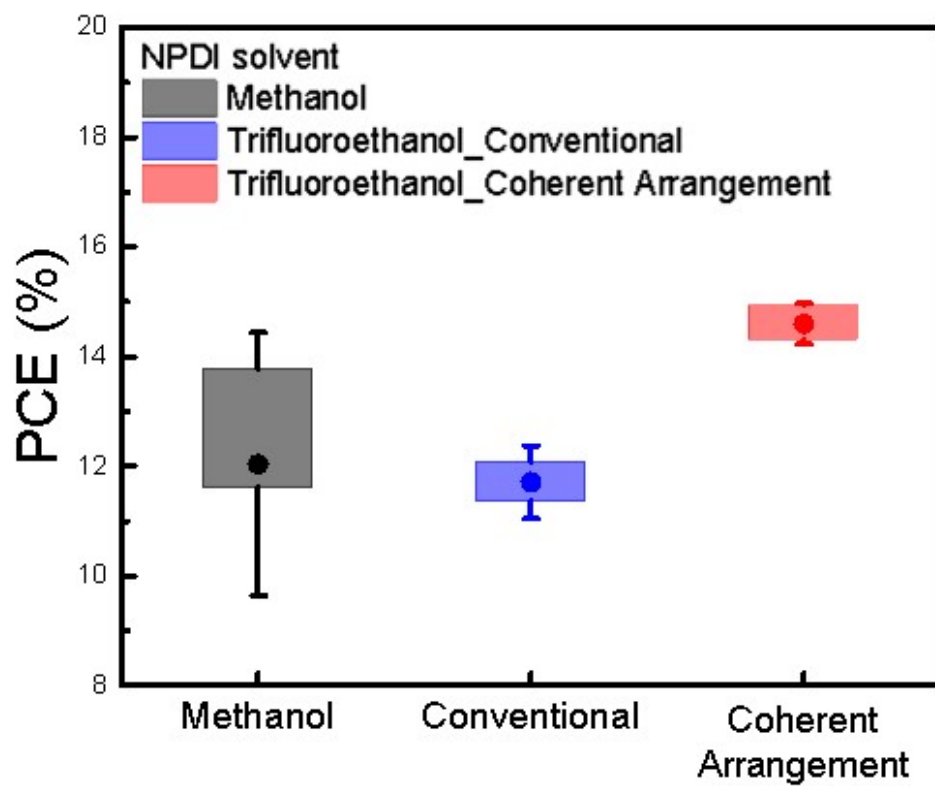 20
18
16
14
12
10
8
PCE (%)
NPDI solvent
Methanol
Trifluoroethanol_Conventional
Trifluoroethanol_Coherent Arrangement
Methanol
Conventional
Coherent
Arrangement